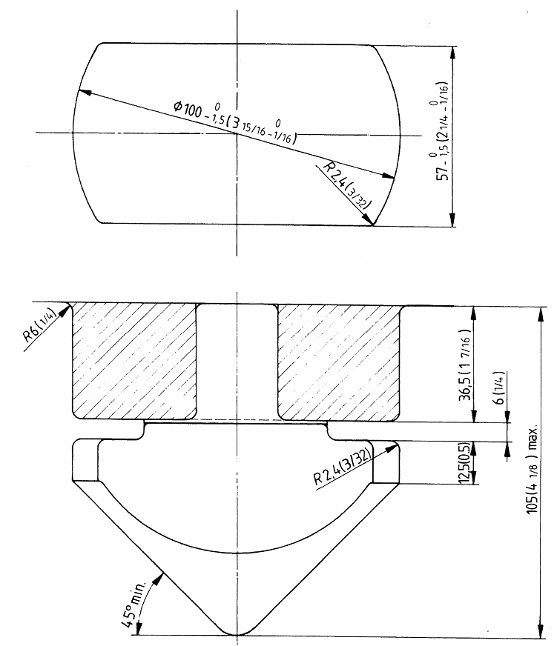 Φ100 0 -1,5 (3 15/16 0 -1/16)
R2,4(3/32)
57 0 -1,5 (2 1/4 0 -1/16)
R6(1/4)
36,5(1 7/16)
6(1/4)
R2,4(3/32)
12,5(0,5)
105(4 1/8) max.
45° min.